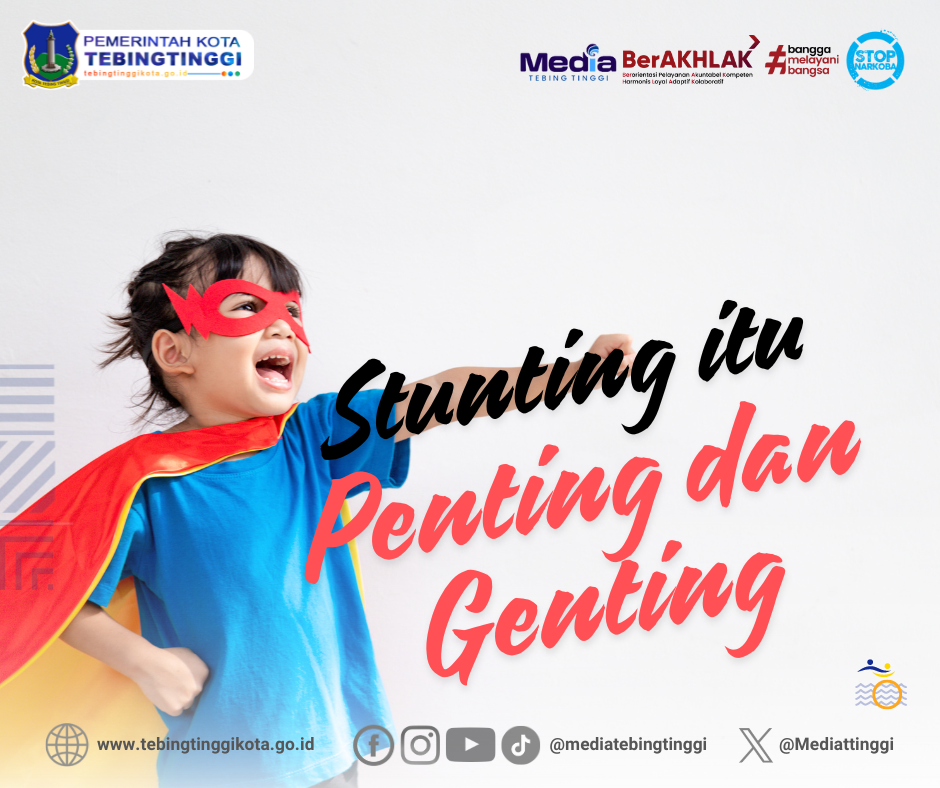 PEMERINTAH KOTA
TEBINGTINGGI
tebingtinggikota.go.id
Media
TEBING TINGGI
BerAKHLAK
Berorientasi Pelayanan Akuntabel Kompeten
Harmonis Loyal Adaptif Kolaboratif
#bangga
melayani
bangsa
STOP
NARKOBA
Stunting itu
Penting dan
Genting
www.tebingtinggikota.go.id
@mediatebingtinggi
@Mediattinggi